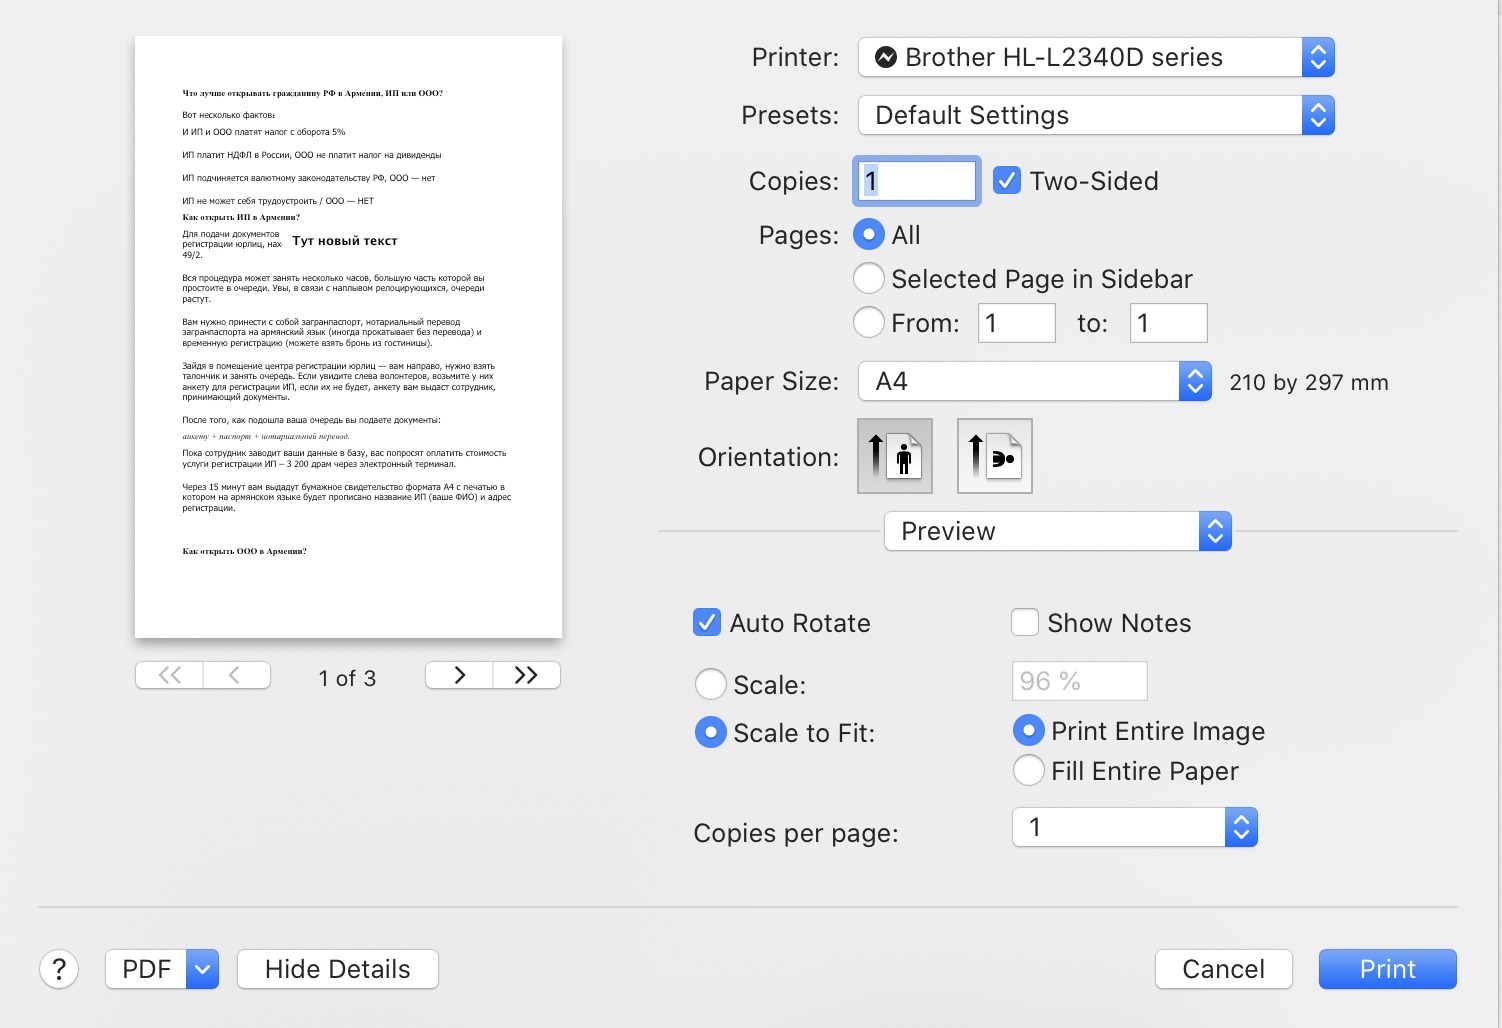 Что лучше открывать гражданину РФ в Армении, ИП или ООО?
Вот несколько фактов:
И ИП и ООО платят налог с оборота 5%
ИП платит НДФЛ в России, ООО не платит налог на дивиденды
ИП подчиняется валютному законодательству РФ, ООО — нет
ИП не может себя трудоустроить / ООО — НЕТ
Как открыть ИП в Армении?
Для подачи документов
регистрации юрлиц, нах
Тут новый текст
49/2.
Вся процедура может занять несколько часов, большую часть которой вы
простоите в очереди. Увы, в связи с наплывом релоцирующихся, очереди
растут.
Вам нужно принести с собой загранпаспорт, нотариальный перевод
загранпаспорта на армянский язык (иногда прокатывает без перевода) и
временную регистрацию (можете взять бронь из гостиницы).
Зайдя в помещение центра регистрации юрлиц — вам направо, нужно взять
талончик и занять очередь. Если увидите слева волонтеров, возьмите у них
анкету для регистрации ИП, если их не будет, анкету вам выдаст сотрудник,
принимающий документы.
После того, как подошла ваша очередь вы подаете документы:
анкету + паспорт + нотариальный перевод.
Пока сотрудник заводит ваши данные в базу, вас попросят оплатить стоимость
услуги регистрации ИП – 3 200 драм через электронный терминал.
Через 15 минут вам выдадут бумажное свидетельство формата А4 с печатью в
котором на армянском языке будет прописано название ИП (ваше ФИО) и адрес
регистрации.
Как открыть ООО в Армении?
1 of 3
Printer: Brother HL-L2340D series
Presets: Default Settings
Copies: 1 Two-Sided
Pages: All
Selected Page in Sidebar
From: 1 to: 1
Paper Size: A4 210 by 297 mm
Orientation:
Preview
Auto Rotate Show Notes
Scale: 96 %
Scale to Fit: Print Entire Image
Fill Entire Paper
Copies per page: 1
? PDF Hide Details Cancel Print